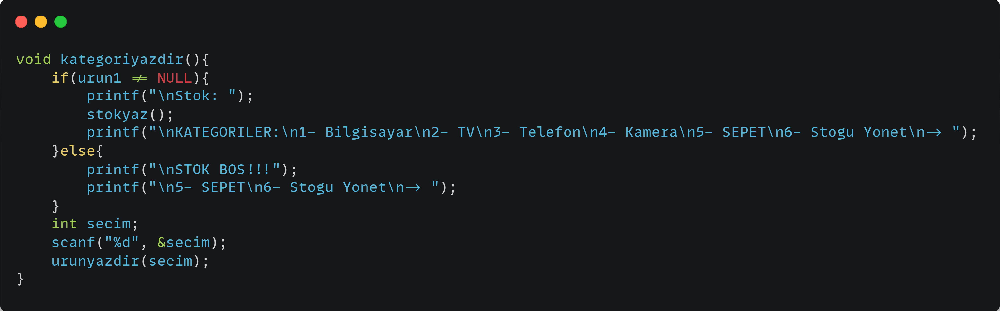 void kategoriyazdir(){
    if(urun1 != NULL){
        printf("\nStok: ");
        stokyaz();
        printf("\nKATEGORILER:\n1- Bilgisayar\n2- TV\n3- Telefon\n4- Kamera\n5- SEPET\n6- Stogu Yonet\n-> ");
    }else{
        printf("\nSTOK BOS!!!");
        printf("\n5- SEPET\n6- Stogu Yonet\n-> ");
    }
    int secim;
    scanf("%d", &secim);
    urunyazdir(secim);
}